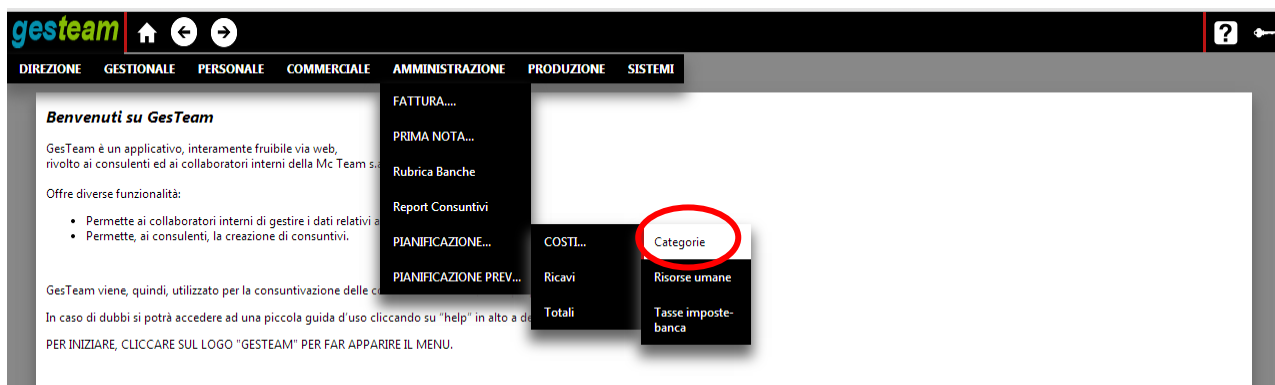 gesteam
?
DIREZIONE GESTIONALE PERSONALE COMMERCIALE AMMINISTRAZIONE PRODUZIONE SISTEMI
FATTURA....
PRIMA NOTA...
Rubrica Banche
Report Consuntivi
PIANIFICAZIONE...
PIANIFICAZIONE PREV...
COSTI...
Ricavi
Totali
Categorie
Risorse umane
Tasse imposte-
banca
Benvenuti su GesTeam
GesTeam è un applicativo, interamente fruibile via web,
rivolto ai consulenti ed ai collaboratori interni della Mc Team
Offre diverse funzionalità:
• Permette ai collaboratori interni di gestire i dati relativi
• Permette, ai consulenti, la creazione di consuntivi.
GesTeam viene, quindi, utilizzato per la consuntivazione delle
In caso di dubbi si potrà accedere ad una piccola guida d'uso cliccando su "help" in alto a
PER INIZIARE, CLICCARE SUL LOGO "GESTEAM" PER FAR APPARIRE IL MENU.